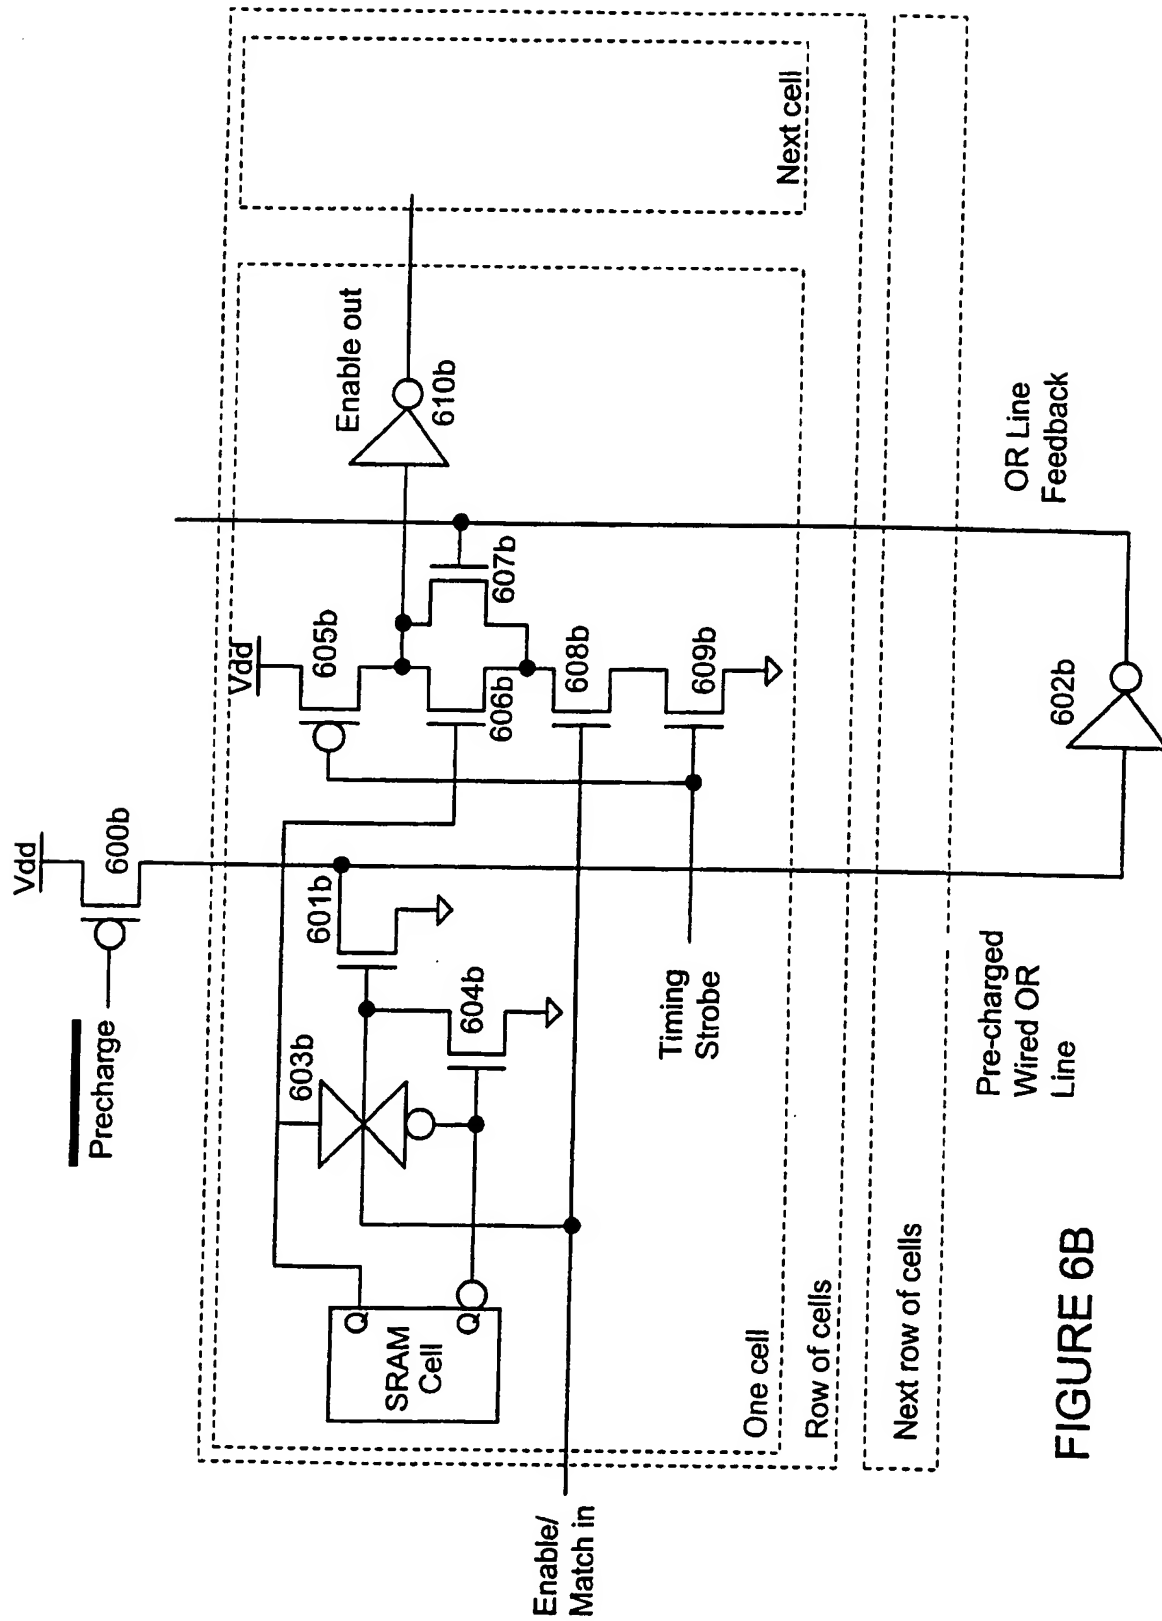 Vdd
Precharge
600b
Next cell
Enable out
610b
Vdd
605b
606b
607b
608b
609b
601b
603b
604b
Q
SRAM
Cell
Q
Timing
Strobe
Enable/
Match in
One cell
Row of cells
Next row of cells
Pre-charged
Wired OR
Line
602b
OR Line
Feedback
FIGURE 6B